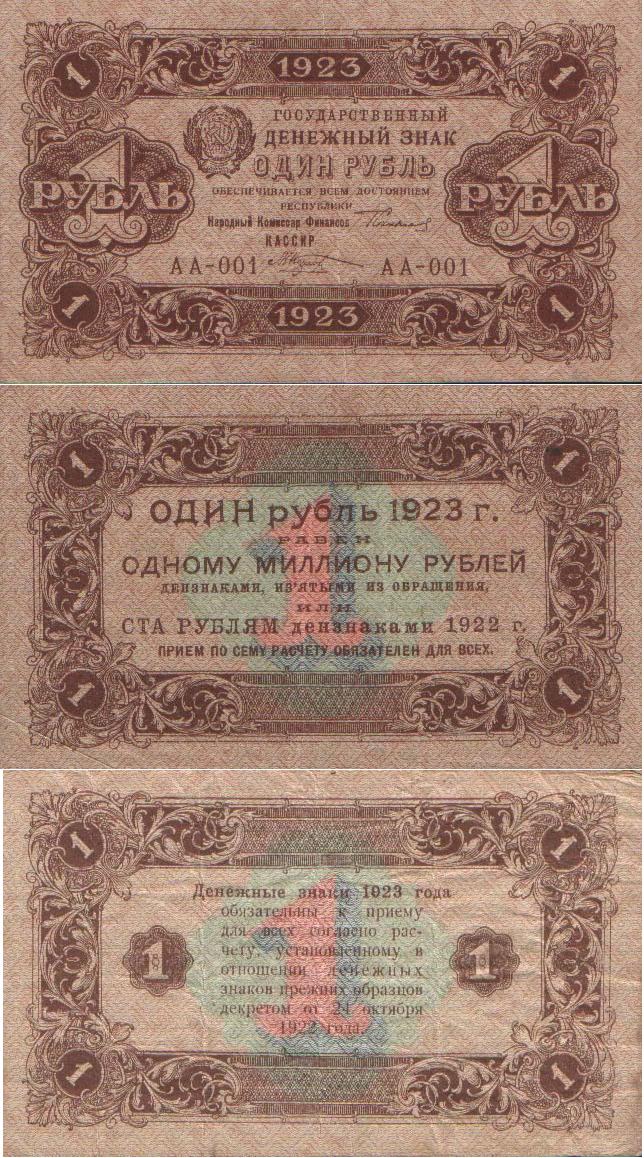 1 1923 1
ГОСУДАРСТВЕННЫЙ
ДЕНЕЖНЫЙ ЗНАК
ОДИН РУБЛЬ
1 РУБЛЬ
1 РУБЛЬ
ОБЕСПЕЧИВАЕТСЯ ВСЕМ ДОСТОЯНИЕМ
РЕСПУБЛИКИ
Народный Комиссар Финансов
КАССИР
АА-001 АА-001
1 1923 1
1 1
ОДИН рубль 1923 г.
РАВЕН
ОДНОМУ МИЛЛИОНУ РУБЛЕЙ
ДЕНЗНАКАМИ, ИЗ'ЯТЫМИ ИЗ ОБРАЩЕНИЯ,
ИЛИ
СТА РУБЛЯМ дензнаками 1922 г.
ПРИЕМ ПО СЕМУ РАСЧЕТУ ОБЯЗАТЕЛЕН ДЛЯ ВСЕХ.
1 1
1 1
Денежные знаки 1923 года
обязательны к приему
для всех согласно рас-
чету, установленному в
отношении денежных
знаков прежних образцов
декретом от 24 октября
1922 года.
1 1
1 1